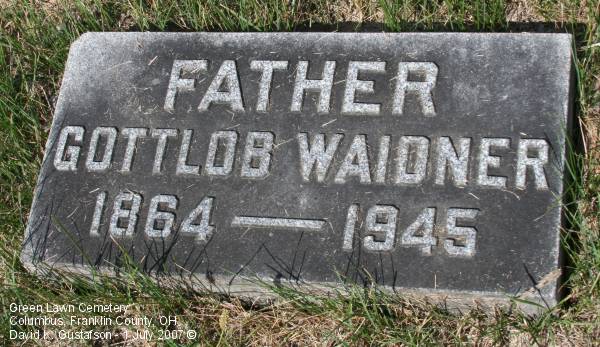 FATHER
GOTTLOB WAIDNER
1864 — 1945
Green Lawn Cemetery
Columbus, Franklin County, OH
David K. Gustafson - 1 July 2007 ©